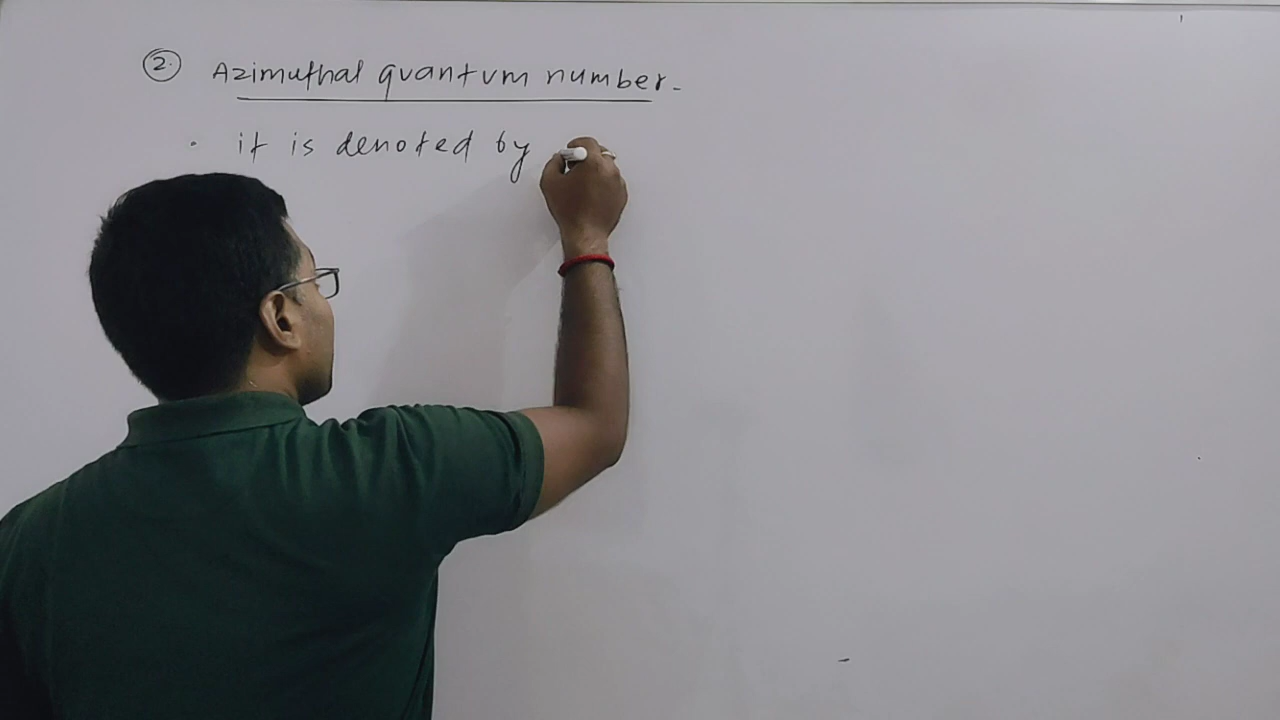 2. Azimuthal quantum number.
• it is denoted by